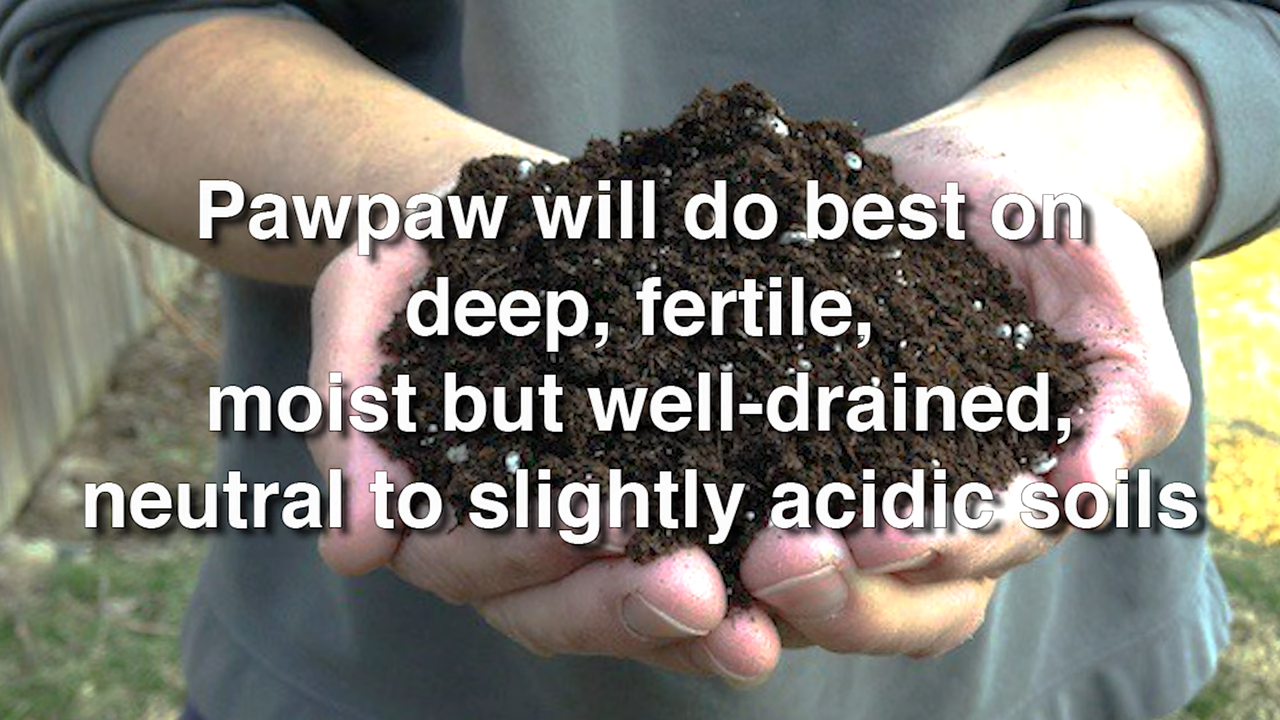 Pawpaw will do best on
deep, fertile,
moist but well-drained,
neutral to slightly acidic soils